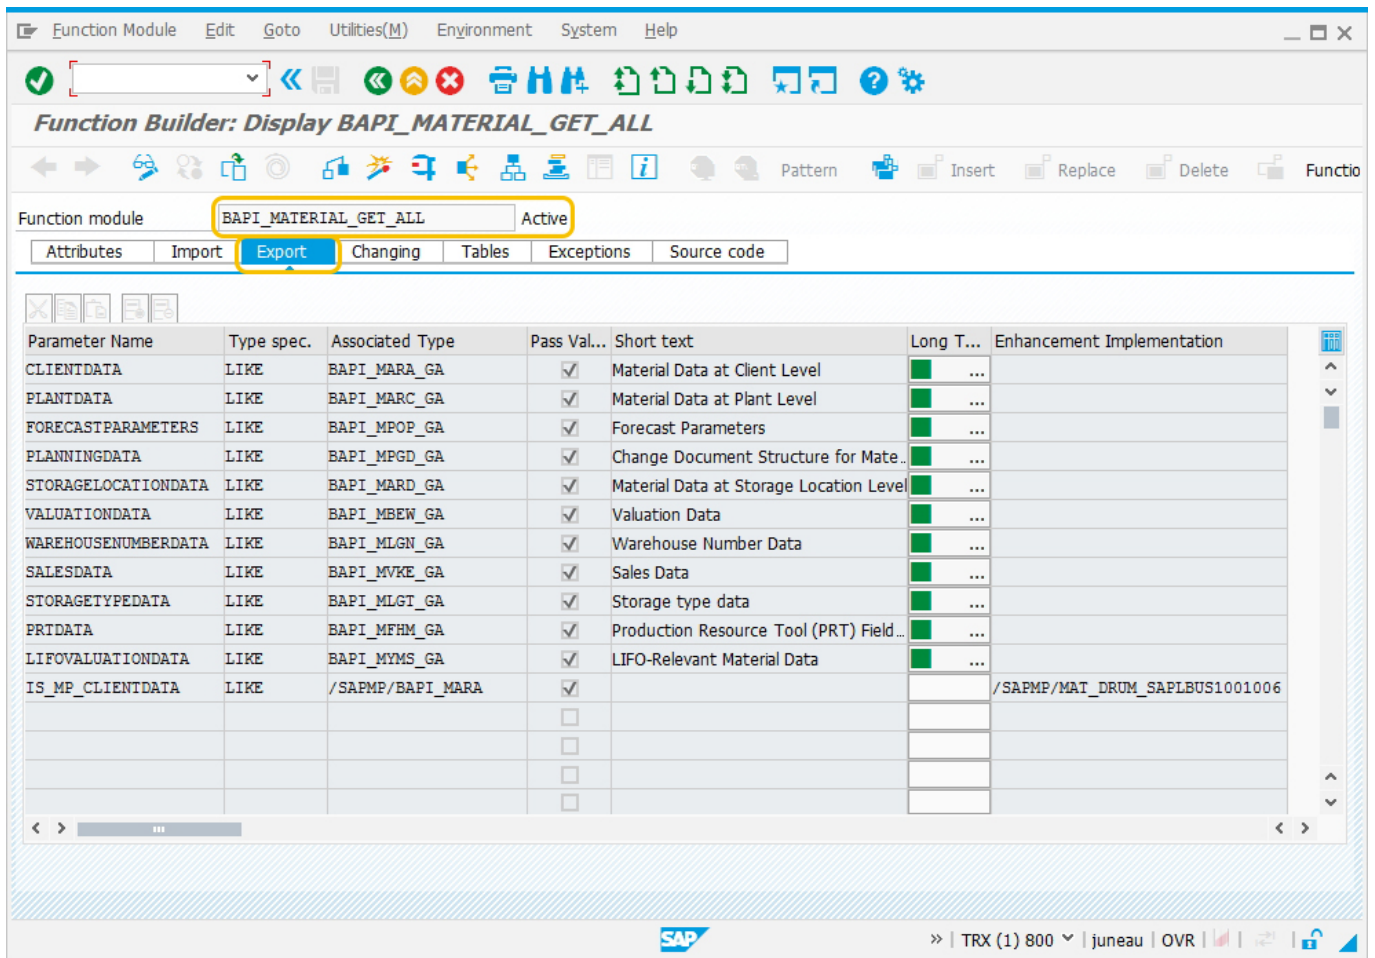 Function Module Edit Goto Utilities(M) Environment System Help
Function Builder: Display BAPI_MATERIAL_GET_ALL
Pattern Insert Replace Delete Functio
Function module BAPI_MATERIAL_GET_ALL Active
Attributes Import Export Changing Tables Exceptions Source code
Parameter Name Type spec. Associated Type Pass Val... Short text Long T... Enhancement Implementation
CLIENTDATA LIKE BAPI_MARA_GA Material Data at Client Level ...
PLANTDATA LIKE BAPI_MARC_GA Material Data at Plant Level ...
FORECASTPARAMETERS LIKE BAPI_MPOP_GA Forecast Parameters ...
PLANNINGDATA LIKE BAPI_MPGD_GA Change Document Structure for Mate.. ...
STORAGELOCATIONDATA LIKE BAPI_MARD_GA Material Data at Storage Location Level ...
VALUATIONDATA LIKE BAPI_MBEW_GA Valuation Data ...
WAREHOUSENUMBERDATA LIKE BAPI_MLGN_GA Warehouse Number Data ...
SALESDATA LIKE BAPI_MVKE_GA Sales Data ...
STORAGETYPEDATA LIKE BAPI_MLGT_GA Storage type data ...
PRTDATA LIKE BAPI_MFHM_GA Production Resource Tool (PRT) Field... ...
LIFOVALUATIONDATA LIKE BAPI_MYMS_GA LIFO-Relevant Material Data ...
IS_MP_CLIENTDATA LIKE /SAPMP/BAPI_MARA /SAPMP/MAT_DRUM_SAPLBUS1001006
SAP » | TRX (1) 800 | juneau | OVR |